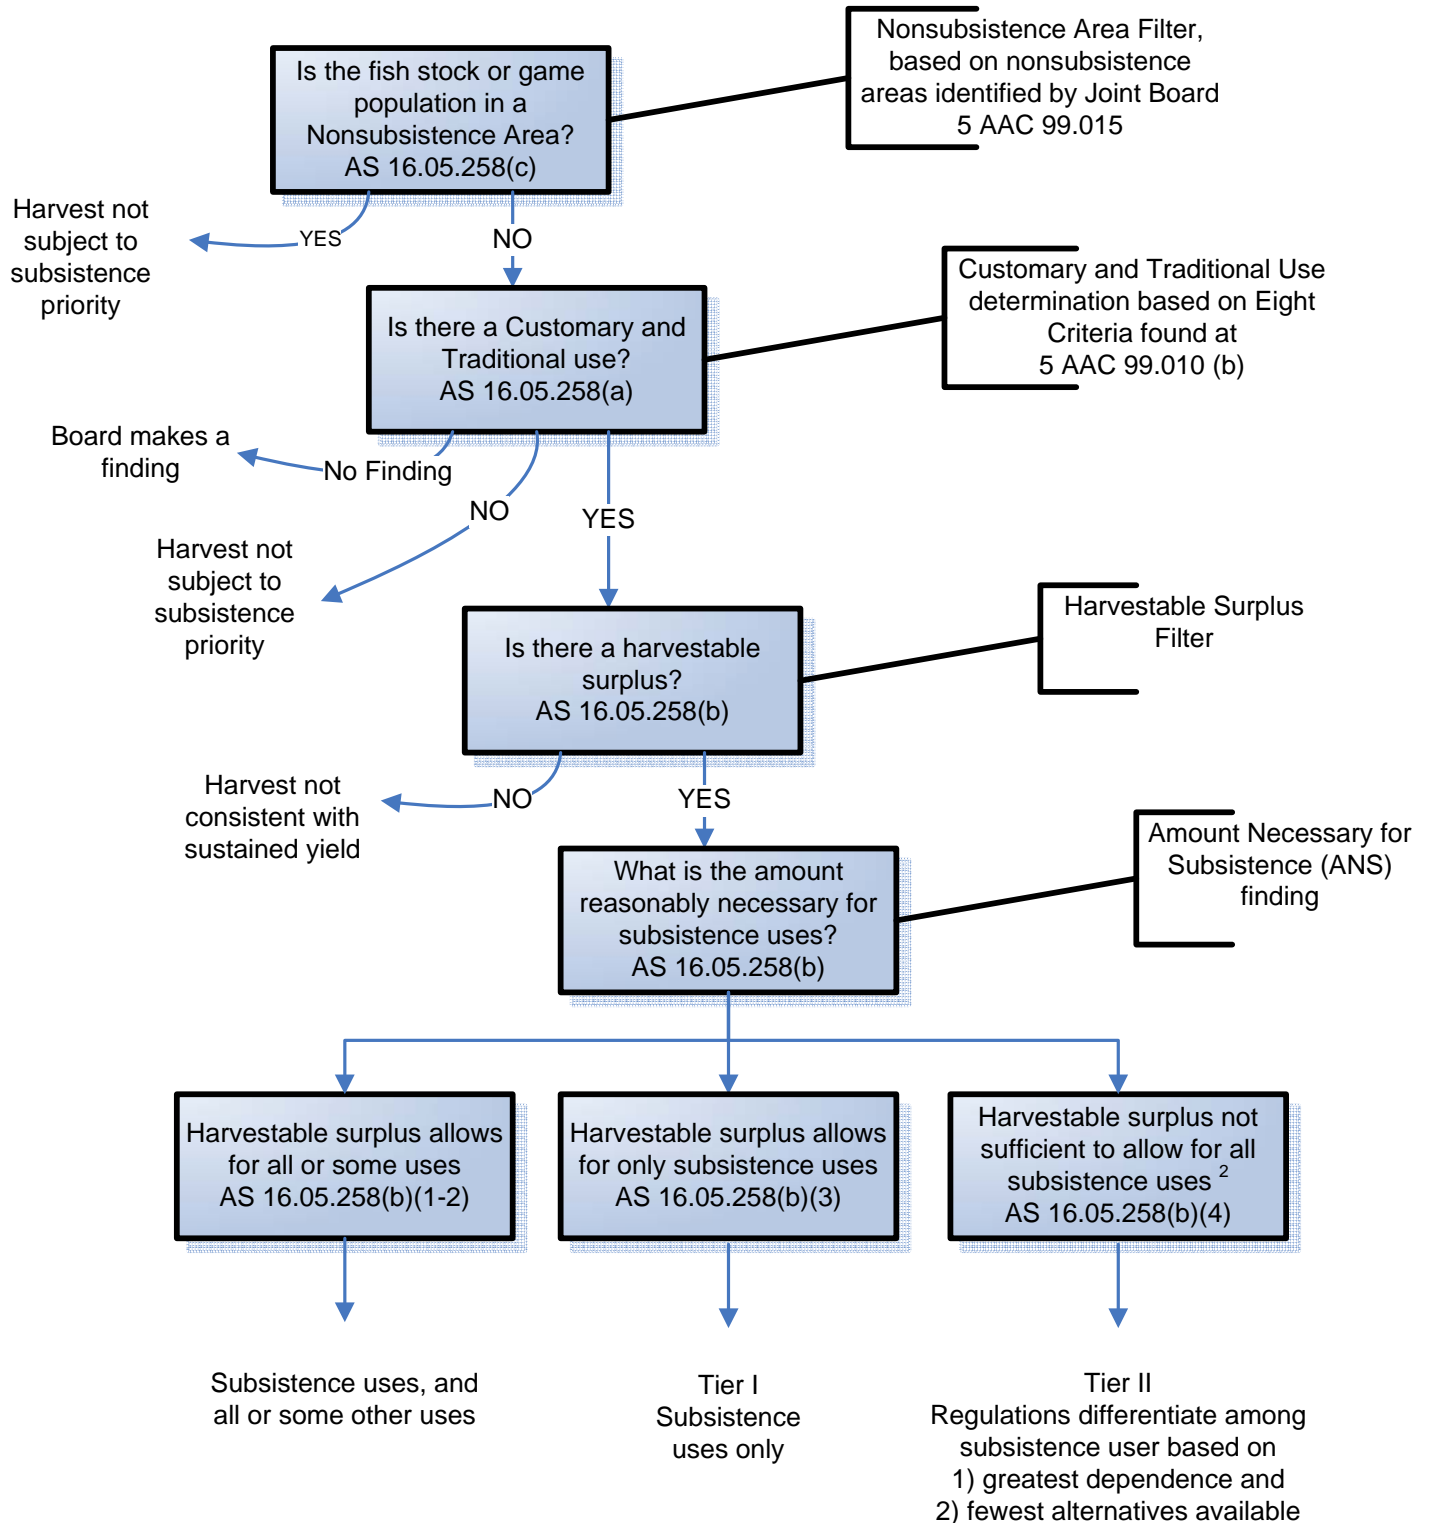 Nonsubsistence Area Filter,
based on nonsubsistence
areas identified by Joint Board
5 AAC 99.015
Is the fish stock or game
population in a
Nonsubsistence Area?
AS 16.05.258(c)
Harvest not
subject to
subsistence
priority
YES
NO
Customary and Traditional Use
determination based on Eight
Criteria found at
5 AAC 99.010 (b)
Is there a Customary and
Traditional use?
AS 16.05.258(a)
Board makes a
finding
No Finding
NO
YES
Harvest not
subject to
subsistence
priority
Harvestable Surplus
Filter
Is there a harvestable
surplus?
AS 16.05.258(b)
Harvest not
consistent with
sustained yield
NO
YES
Amount Necessary for
Subsistence (ANS)
finding
What is the amount
reasonably necessary for
subsistence uses?
AS 16.05.258(b)
Harvestable surplus allows
for all or some uses
AS 16.05.258(b)(1-2)
Harvestable surplus allows
for only subsistence uses
AS 16.05.258(b)(3)
Harvestable surplus not
sufficient to allow for all
subsistence uses 2
AS 16.05.258(b)(4)
Subsistence uses, and
all or some other uses
Tier I
Subsistence
uses only
Tier II
Regulations differentiate among
subsistence user based on
1) greatest dependence and
2) fewest alternatives available